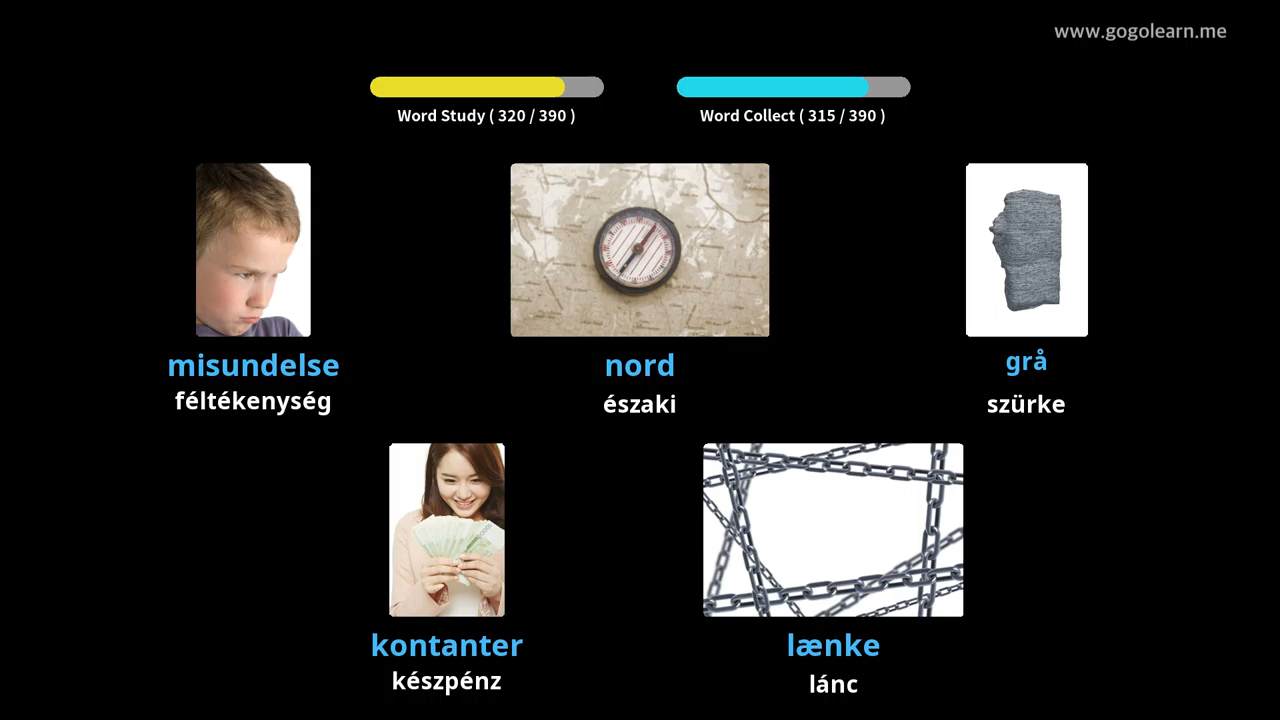 www.gogolearn.me
Word Study ( 320 / 390 )
Word Collect ( 315 / 390 )
misundelse
féltékenység
nord
északi
grå
szürke
kontanter
készpénz
lænke
lánc